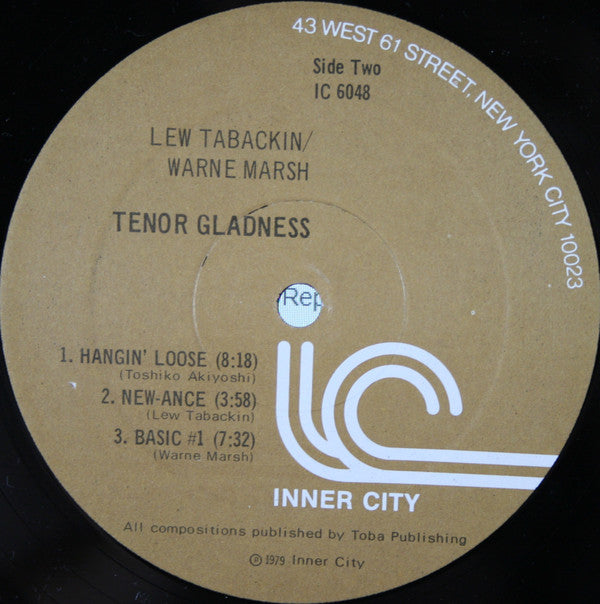 43 WEST 61 STREET, NEW YORK CITY 10023
Side Two
IC 6048
LEW TABACKIN/
WARNE MARSH
TENOR GLADNESS
Rep
1. HANGIN' LOOSE (8:18)
(Toshiko Akiyoshi)
2. NEW-ANCE (3:58)
(Lew Tabackin)
3. BASIC #1 (7:32)
(Warne Marsh)
IC
INNER CITY
All compositions published by Toba Publishing
℗ 1979 Inner City